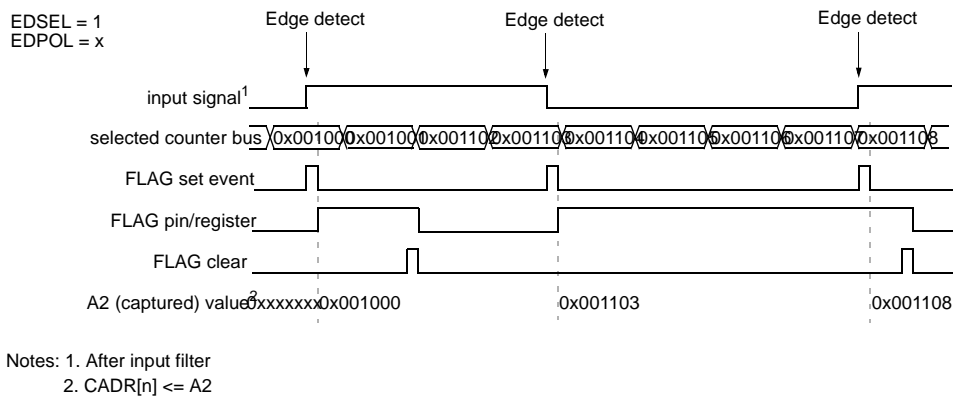 EDSEL = 1
EDPOL = x
Edge detect Edge detect Edge detect
input signal1
selected counter bus 0x001000 0x001001 0x001102 0x001103 0x001104 0x001105 0x001106 0x001107 0x001108
FLAG set event
FLAG pin/register
FLAG clear
A2 (captured) value2 0xxxxxxx 0x001000 0x001103 0x001108
Notes: 1. After input filter
2. CADR[n] <= A2